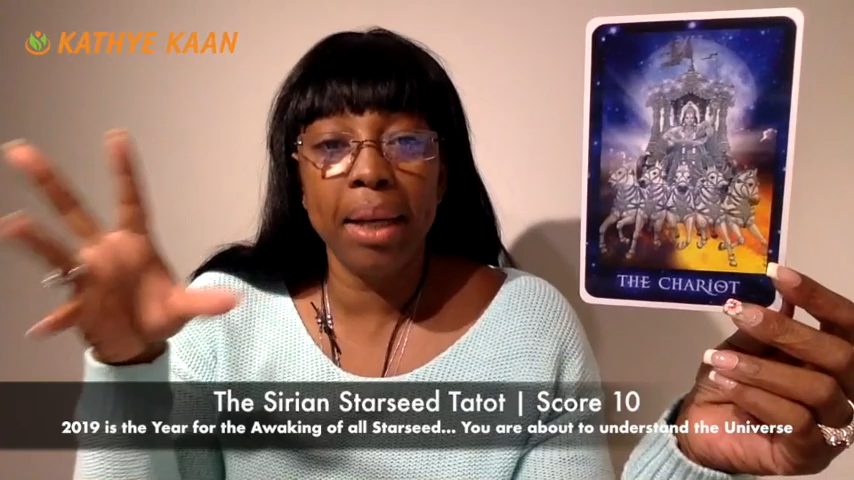 KATHYE KAAN
THE CHARIOT
The Sirian Starseed Tatot | Score 10
2019 is the Year for the Awaking of all Starseed... You are about to understand the Universe